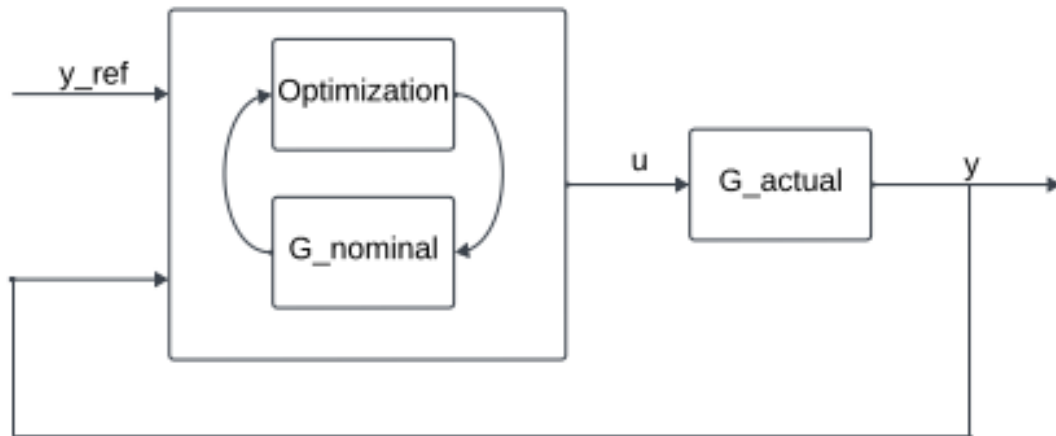 y_ref
Optimization
G_nominal
u
G_actual
y